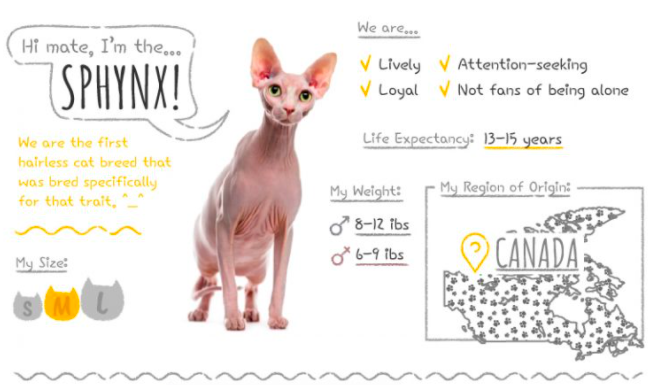 Hi mate, I'm the...
SPHYNX!
We are the first
hairless cat breed that
was bred specifically
for that trait. ^_^
My Size:
S M L
We are...
✓ Lively ✓ Attention-seeking
✓ Loyal ✓ Not fans of being alone
Life Expectancy: 13-15 years
My Weight:
♂ 8-12 lbs
♂ 6-9 lbs
My Region of Origin:
CANADA